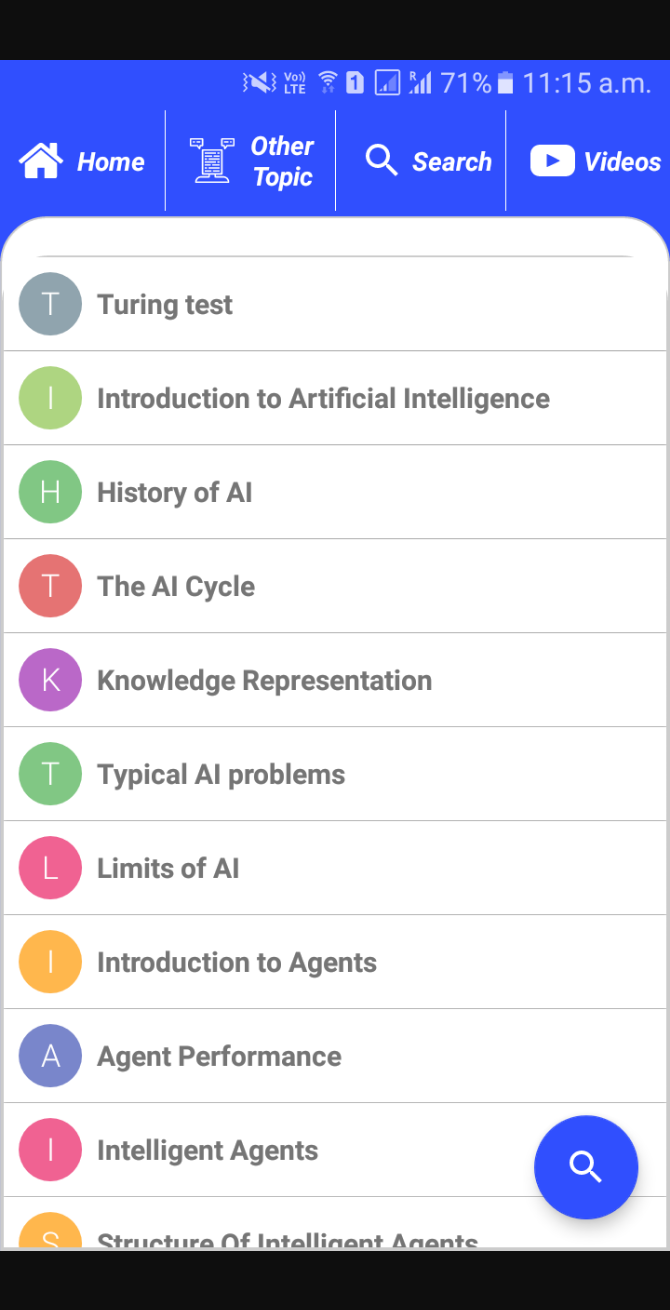 Vo))
LTE
1
R
71%
11:15 a.m.
Home
Other
Topic
Search
Videos
T
Turing test
I
Introduction to Artificial Intelligence
H
History of AI
T
The AI Cycle
K
Knowledge Representation
T
Typical AI problems
L
Limits of AI
I
Introduction to Agents
A
Agent Performance
I
Intelligent Agents
S
Structure Of Intelligent Agents